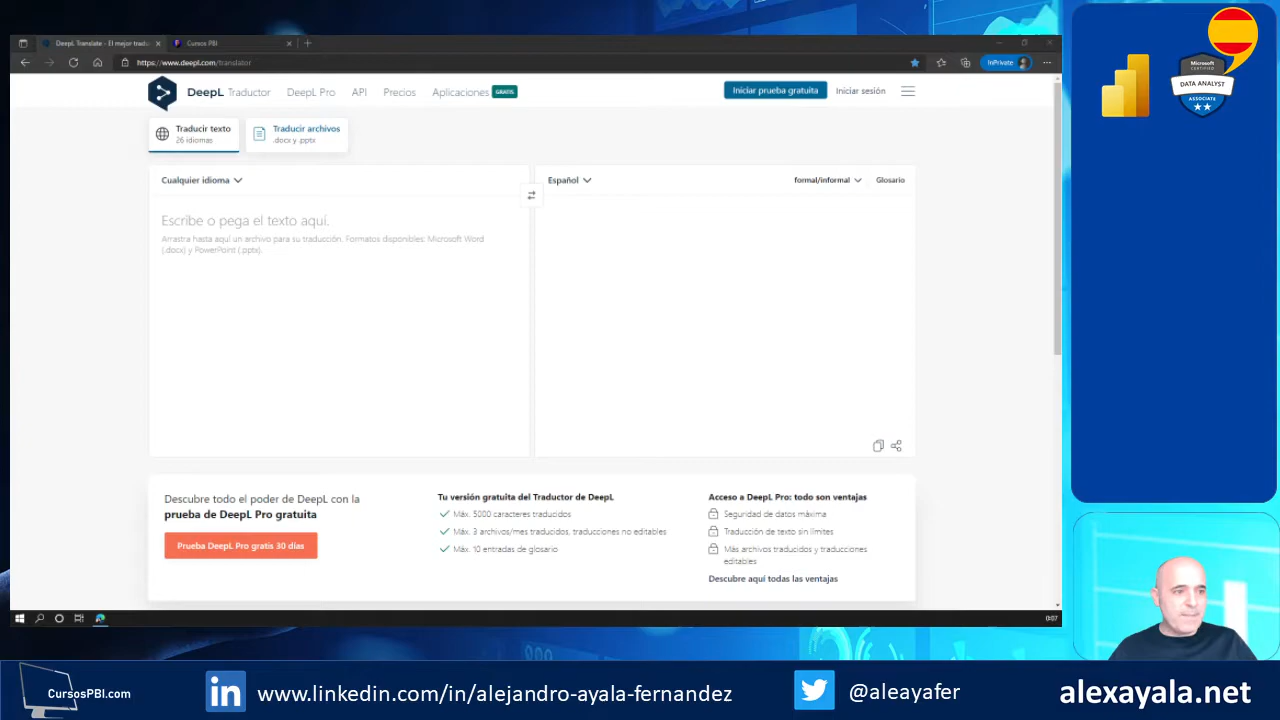 DeepL Translate - El mejor tradu
Cursos PBI
https://www.deepl.com/translator
InPrivate
DeepL Traductor
DeepL Pro
API
Precios
Aplicaciones GRATIS
Iniciar prueba gratuita
Iniciar sesión
Traducir texto
26 idiomas
Traducir archivos
.docx y .pptx
Cualquier idioma
Español
formal/informal
Glosario
Escribe o pega el texto aquí.
Arrastra hasta aquí un archivo para su traducción. Formatos disponibles: Microsoft Word
(.docx) y PowerPoint (.pptx).
Descubre todo el poder de DeepL con la
prueba de DeepL Pro gratuita
Prueba DeepL Pro gratis 30 días
Tu versión gratuita del Traductor de DeepL
Máx. 5000 caracteres traducidos
Máx. 3 archivos/mes traducidos, traducciones no editables
Máx. 10 entradas de glosario
Acceso a DeepL Pro: todo son ventajas
Seguridad de datos máxima
Traducción de texto sin límites
Más archivos traducidos y traducciones
editables
Descubre aquí todas las ventajas
0:07
Microsoft
CERTIFIED
DATA ANALYST
ASSOCIATE
CursosPBI.com
in
www.linkedin.com/in/alejandro-ayala-fernandez
@aleayafer
alexayala.net